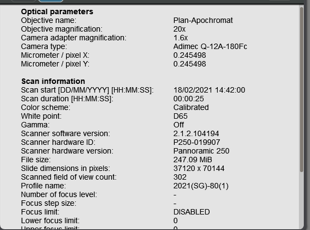 Optical parameters
Objective name: Plan-Apochromat
Objective magnification: 20x
Camera adapter magnification: 1.6x
Camera type: Adimec Q-12A-180Fc
Micrometer / pixel X: 0.245498
Micrometer / pixel Y: 0.245498
Scan information
Scan start [DD/MM/YYYY] [HH:MM:SS]: 18/02/2021 14:42:00
Scan duration [HH:MM:SS]: 00:00:25
Color scheme: Calibrated
White point: D65
Gamma: Off
Scanner software version: 2.1.2.104194
Scanner hardware ID: P250-019907
Scanner hardware version: Pannoramic 250
File size: 247.09 MiB
Slide dimensions in pixels: 37120 x 70144
Scanned field of view count: 302
Profile name: 2021(SG)-80(1)
Number of focus level: -
Focus step size: -
Focus limit: DISABLED
Lower focus limit: 0
Upper focus limit: 0